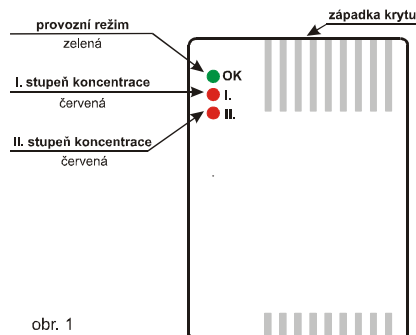 provozní režim
zelená
západka krytu
OK
I. stupeň koncentrace
červená
I.
II. stupeň koncentrace
červená
II.
obr. 1